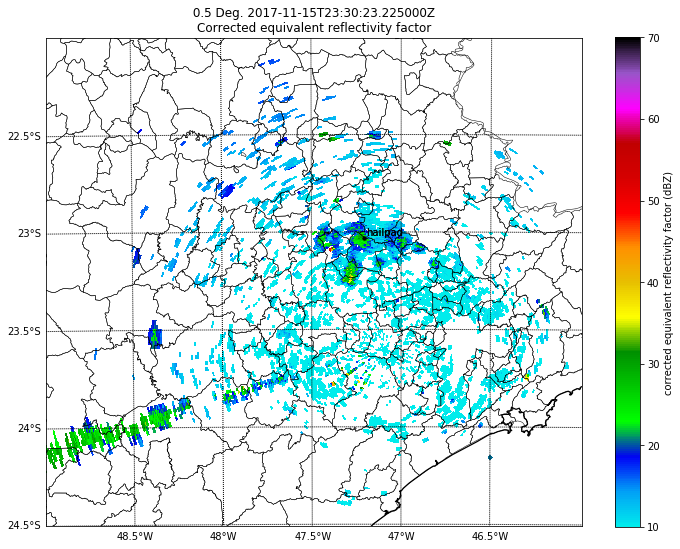 0.5 Deg. 2017-11-15T23:30:23.225000Z
Corrected equivalent reflectivity factor
22.5°S
23°S
23.5°S
24°S
24.5°S
48.5°W
48°W
47.5°W
47°W
46.5°W
hailpad
70
60
50
40
30
20
10
corrected equivalent reflectivity factor (dBZ)